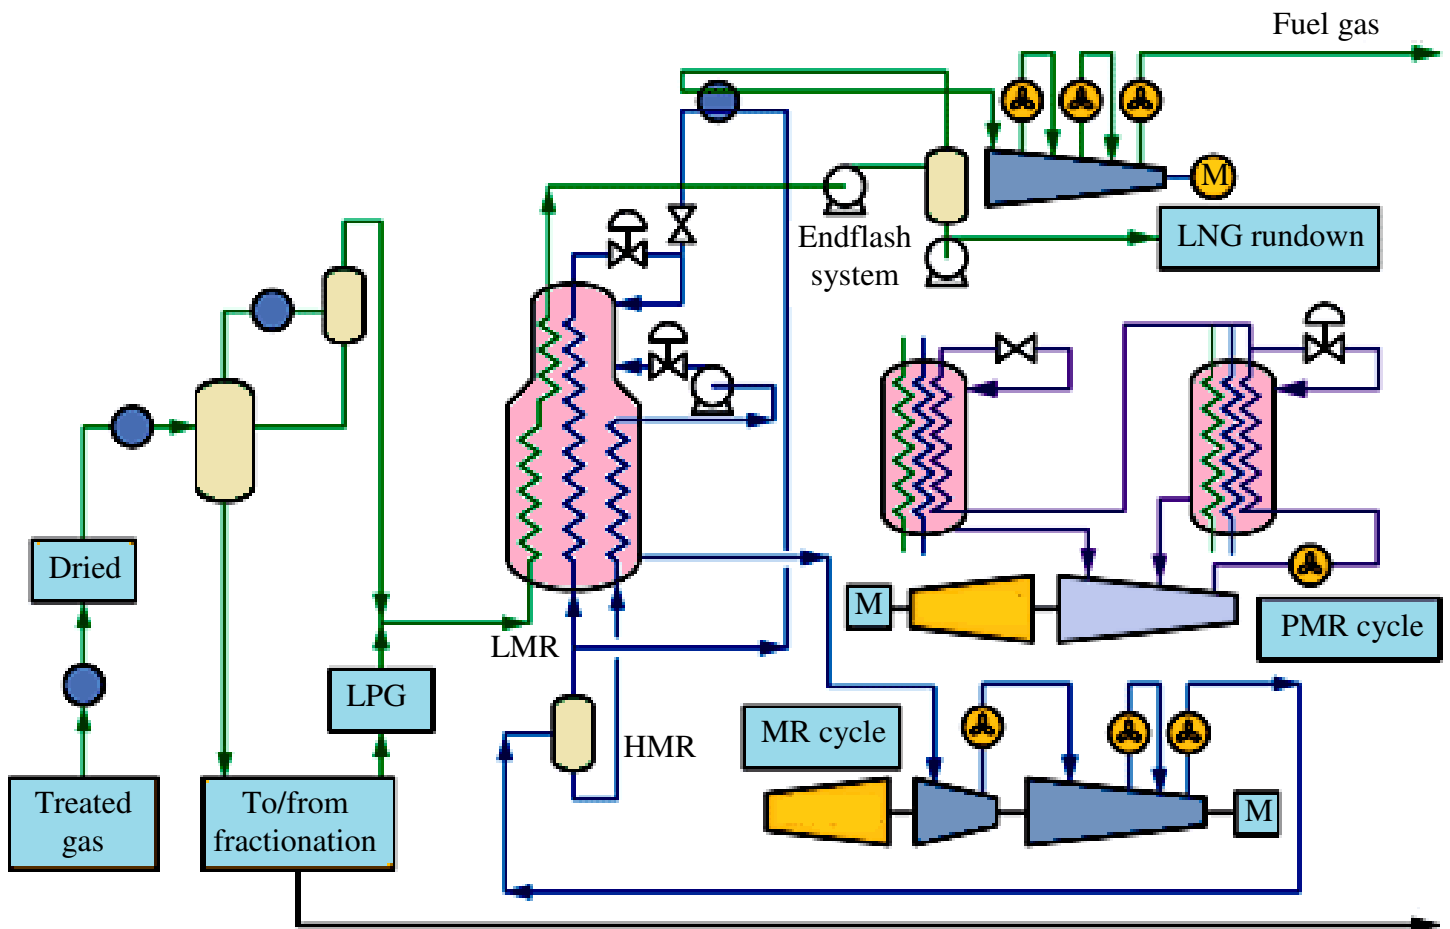 Fuel gas
M
Endflash
system
LNG rundown
Dried
M
PMR cycle
LMR
LPG
MR cycle
HMR
Treated
gas
To/from
fractionation
M